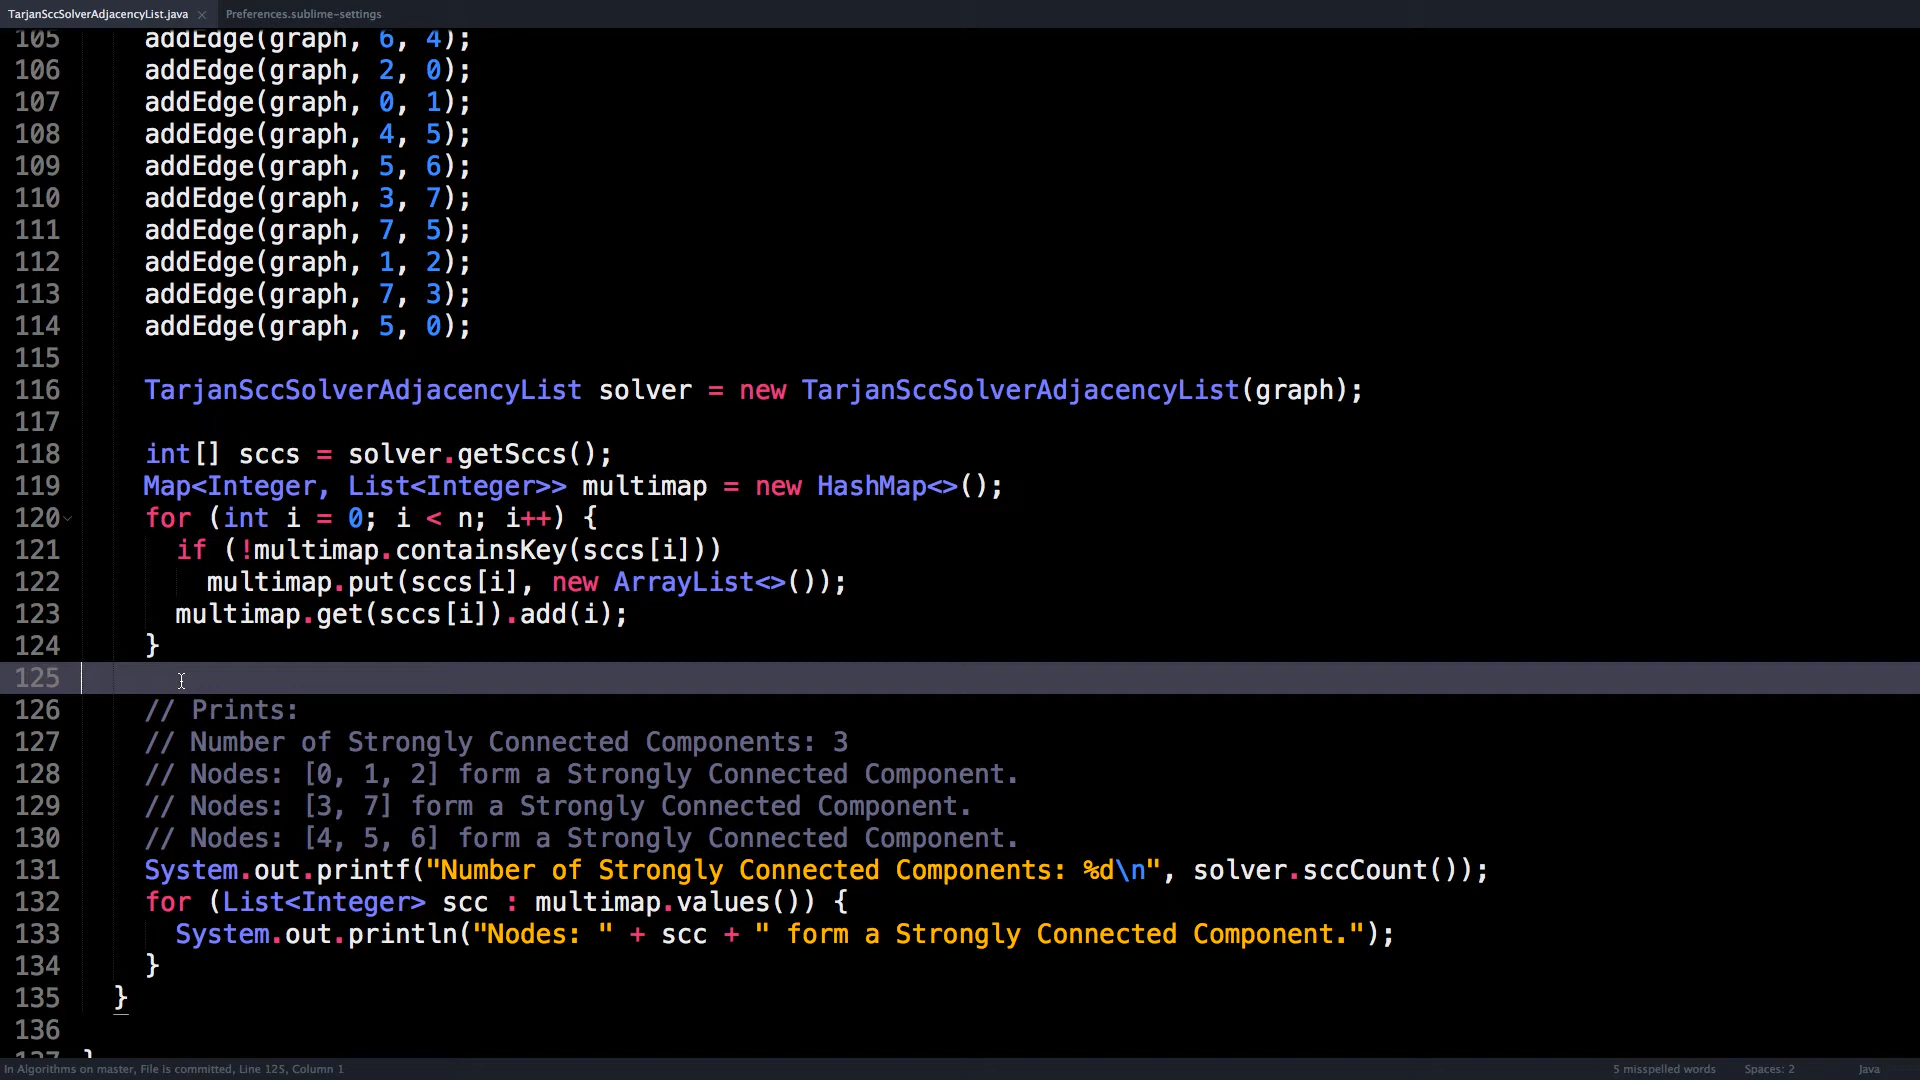 TarjanSccSolverAdjacencyList.java ×
Preferences.sublime-settings
105 addEdge(graph, 6, 4);
106 addEdge(graph, 2, 0);
107 addEdge(graph, 0, 1);
108 addEdge(graph, 4, 5);
109 addEdge(graph, 5, 6);
110 addEdge(graph, 3, 7);
111 addEdge(graph, 7, 5);
112 addEdge(graph, 1, 2);
113 addEdge(graph, 7, 3);
114 addEdge(graph, 5, 0);
115
116 TarjanSccSolverAdjacencyList solver = new TarjanSccSolverAdjacencyList(graph);
117
118 int[] sccs = solver.getSccs();
119 Map<Integer, List<Integer>> multimap = new HashMap<>();
120 for (int i = 0; i < n; i++) {
121 if (!multimap.containsKey(sccs[i]))
122 multimap.put(sccs[i], new ArrayList<>());
123 multimap.get(sccs[i]).add(i);
124 }
125
126 // Prints:
127 // Number of Strongly Connected Components: 3
128 // Nodes: [0, 1, 2] form a Strongly Connected Component.
129 // Nodes: [3, 7] form a Strongly Connected Component.
130 // Nodes: [4, 5, 6] form a Strongly Connected Component.
131 System.out.printf("Number of Strongly Connected Components: %d\n", solver.sccCount());
132 for (List<Integer> scc : multimap.values()) {
133 System.out.println("Nodes: " + scc + " form a Strongly Connected Component.");
134 }
135 }
136
137 }
In Algorithms on master, File is committed, Line 125, Column 1
5 misspelled words
Spaces: 2
Java